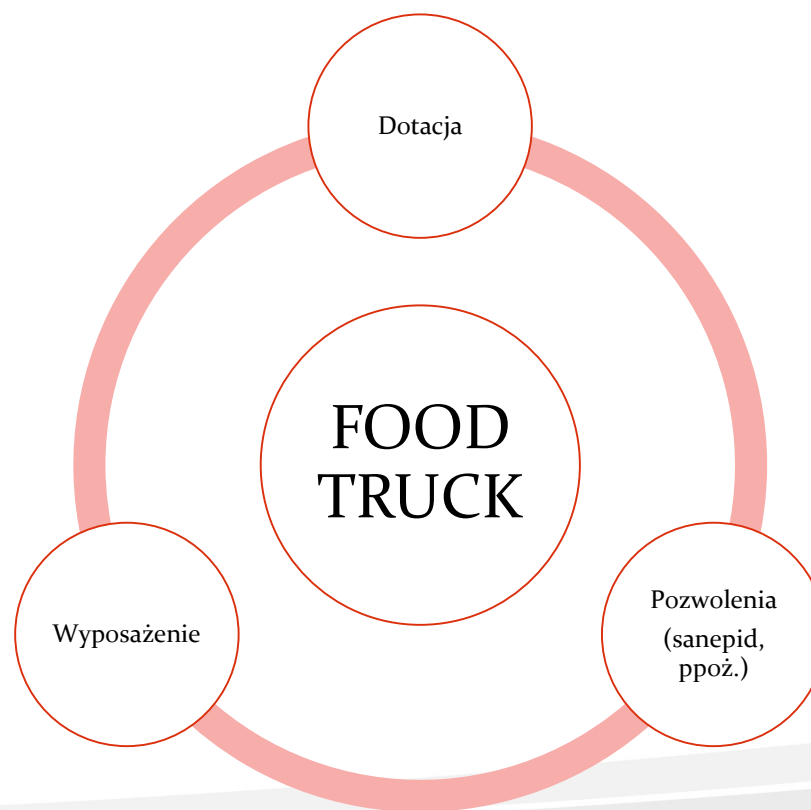 Dotacja
FOOD
TRUCK
Wyposażenie
Pozwolenia
(sanepid,
ppoż.)